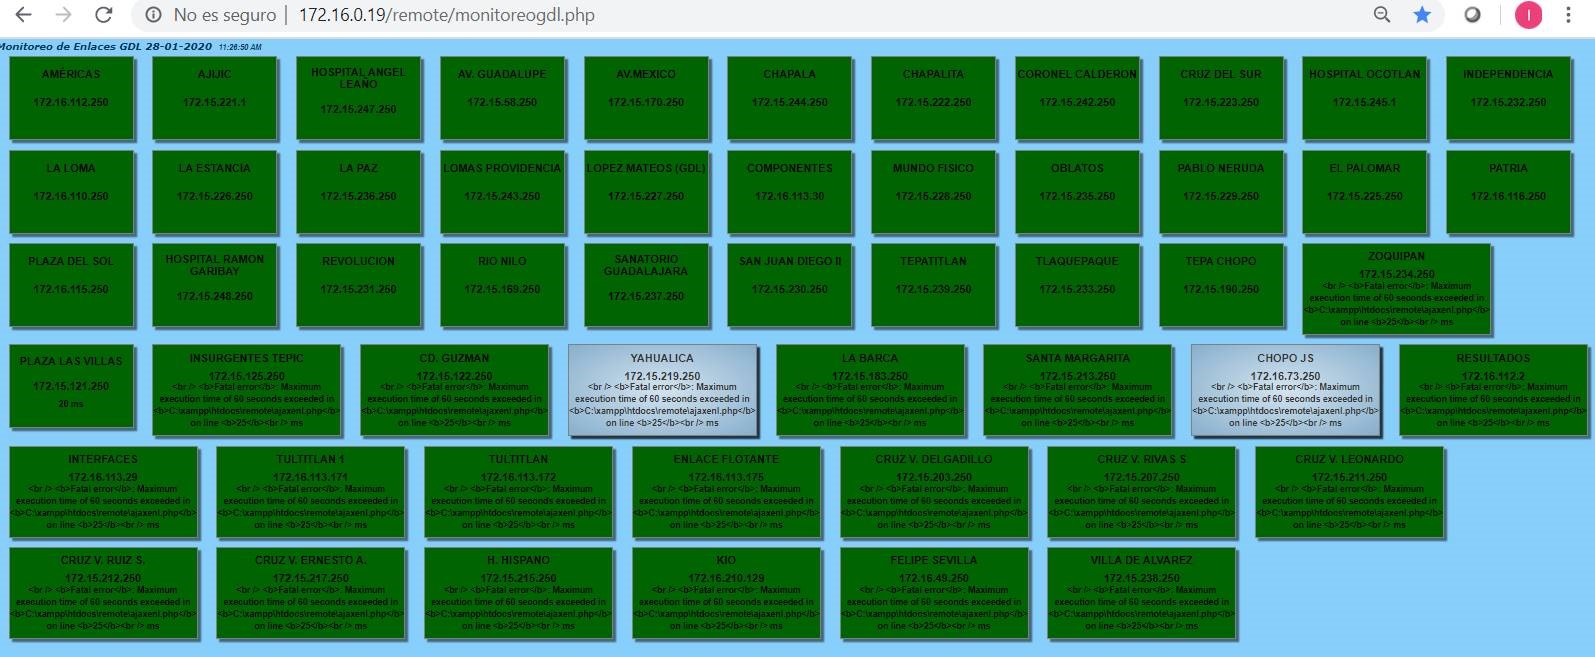 No es seguro | 172.16.0.19/remote/monitoreogdl.php
Monitoreo de Enlaces GDL 28-01-2020 11:26:50 AM
AMÉRICAS
172.16.112.250
AJIJIC
172.15.221.1
HOSPITAL ANGEL
LEAÑO
172.15.247.250
AV. GUADALUPE
172.15.58.250
AV.MEXICO
172.15.170.250
CHAPALA
172.15.244.250
CHAPALITA
172.15.222.250
CORONEL CALDERON
172.15.242.250
CRUZ DEL SUR
172.15.223.250
HOSPITAL OCOTLAN
172.15.245.1
INDEPENDENCIA
172.15.232.250
LA LOMA
172.16.110.250
LA ESTANCIA
172.15.226.250
LA PAZ
172.15.236.250
LOMAS PROVIDENCIA
172.15.243.250
LOPEZ MATEOS (GDL)
172.15.227.250
COMPONENTES
172.16.113.30
MUNDO FISICO
172.15.228.250
OBLATOS
172.15.235.250
PABLO NERUDA
172.15.229.250
EL PALOMAR
172.15.225.250
PATRIA
172.16.116.250
PLAZA DEL SOL
172.16.115.250
HOSPITAL RAMON
GARIBAY
172.15.248.250
REVOLUCION
172.15.231.250
RIO NILO
172.15.169.250
SANATORIO
GUADALAJARA
172.15.237.250
SAN JUAN DIEGO II
172.15.230.250
TEPATITLAN
172.15.239.250
TLAQUEPAQUE
172.15.233.250
TEPA CHOPO
172.15.190.250
ZOQUIPAN
172.15.234.250
<br /> <b>Fatal error</b>: Maximum
execution time of 60 seconds exceeded in
<b>C:\xampp\htdocs\remote\ajaxenl.php</b>
on line <b>25</b><br /> ms
PLAZA LAS VILLAS
172.15.121.250
20 ms
INSURGENTES TEPIC
172.15.125.250
<br /> <b>Fatal error</b>: Maximum
execution time of 60 seconds exceeded in
<b>C:\xampp\htdocs\remote\ajaxenl.php</b>
on line <b>25</b><br /> ms
CD. GUZMAN
172.15.122.250
<br /> <b>Fatal error</b>: Maximum
execution time of 60 seconds exceeded in
<b>C:\xampp\htdocs\remote\ajaxenl.php</b>
on line <b>25</b><br /> ms
YAHUALICA
172.15.219.250
<br /> <b>Fatal error</b>: Maximum
execution time of 60 seconds exceeded in
<b>C:\xampp\htdocs\remote\ajaxenl.php</b>
on line <b>25</b><br /> ms
LA BARCA
172.15.183.250
<br /> <b>Fatal error</b>: Maximum
execution time of 60 seconds exceeded in
<b>C:\xampp\htdocs\remote\ajaxenl.php</b>
on line <b>25</b><br /> ms
SANTA MARGARITA
172.15.213.250
<br /> <b>Fatal error</b>: Maximum
execution time of 60 seconds exceeded in
<b>C:\xampp\htdocs\remote\ajaxenl.php</b>
on line <b>25</b><br /> ms
CHOPO JS
172.16.73.250
<br /> <b>Fatal error</b>: Maximum
execution time of 60 seconds exceeded in
<b>C:\xampp\htdocs\remote\ajaxenl.php</b>
on line <b>25</b><br /> ms
RESULTADOS
172.16.112.2
<br /> <b>Fatal error</b>: Maximum
execution time of 60 seconds exceeded in
<b>C:\xampp\htdocs\remote\ajaxenl.php</b>
on line <b>25</b><br /> ms
INTERFACES
172.16.113.29
<br /> <b>Fatal error</b>: Maximum
execution time of 60 seconds exceeded in
<b>C:\xampp\htdocs\remote\ajaxenl.php</b>
on line <b>25</b><br /> ms
TULTITLAN 1
172.16.113.171
<br /> <b>Fatal error</b>: Maximum
execution time of 60 seconds exceeded in
<b>C:\xampp\htdocs\remote\ajaxenl.php</b>
on line <b>25</b><br /> ms
TULTITLAN
172.16.113.172
<br /> <b>Fatal error</b>: Maximum
execution time of 60 seconds exceeded in
<b>C:\xampp\htdocs\remote\ajaxenl.php</b>
on line <b>25</b><br /> ms
ENLACE FLOTANTE
172.16.113.175
<br /> <b>Fatal error</b>: Maximum
execution time of 60 seconds exceeded in
<b>C:\xampp\htdocs\remote\ajaxenl.php</b>
on line <b>25</b><br /> ms
CRUZ V. DELGADILLO
172.15.203.250
<br /> <b>Fatal error</b>: Maximum
execution time of 60 seconds exceeded in
<b>C:\xampp\htdocs\remote\ajaxenl.php</b>
on line <b>25</b><br /> ms
CRUZ V. RIVAS S.
172.15.207.250
<br /> <b>Fatal error</b>: Maximum
execution time of 60 seconds exceeded in
<b>C:\xampp\htdocs\remote\ajaxenl.php</b>
on line <b>25</b><br /> ms
CRUZ V. LEONARDO
172.15.211.250
<br /> <b>Fatal error</b>: Maximum
execution time of 60 seconds exceeded in
<b>C:\xampp\htdocs\remote\ajaxenl.php</b>
on line <b>25</b><br /> ms
CRUZ V. RUIZ S.
172.15.212.250
<br /> <b>Fatal error</b>: Maximum
execution time of 60 seconds exceeded in
<b>C:\xampp\htdocs\remote\ajaxenl.php</b>
on line <b>25</b><br /> ms
CRUZ V. ERNESTO A.
172.15.217.250
<br /> <b>Fatal error</b>: Maximum
execution time of 60 seconds exceeded in
<b>C:\xampp\htdocs\remote\ajaxenl.php</b>
on line <b>25</b><br /> ms
H. HISPANO
172.15.215.250
<br /> <b>Fatal error</b>: Maximum
execution time of 60 seconds exceeded in
<b>C:\xampp\htdocs\remote\ajaxenl.php</b>
on line <b>25</b><br /> ms
KIO
172.16.210.129
<br /> <b>Fatal error</b>: Maximum
execution time of 60 seconds exceeded in
<b>C:\xampp\htdocs\remote\ajaxenl.php</b>
on line <b>25</b><br /> ms
FELIPE SEVILLA
172.16.49.250
<br /> <b>Fatal error</b>: Maximum
execution time of 60 seconds exceeded in
<b>C:\xampp\htdocs\remote\ajaxenl.php</b>
on line <b>25</b><br /> ms
VILLA DE ALVAREZ
172.15.238.250
<br /> <b>Fatal error</b>: Maximum
execution time of 60 seconds exceeded in
<b>C:\xampp\htdocs\remote\ajaxenl.php</b>
on line <b>25</b><br /> ms